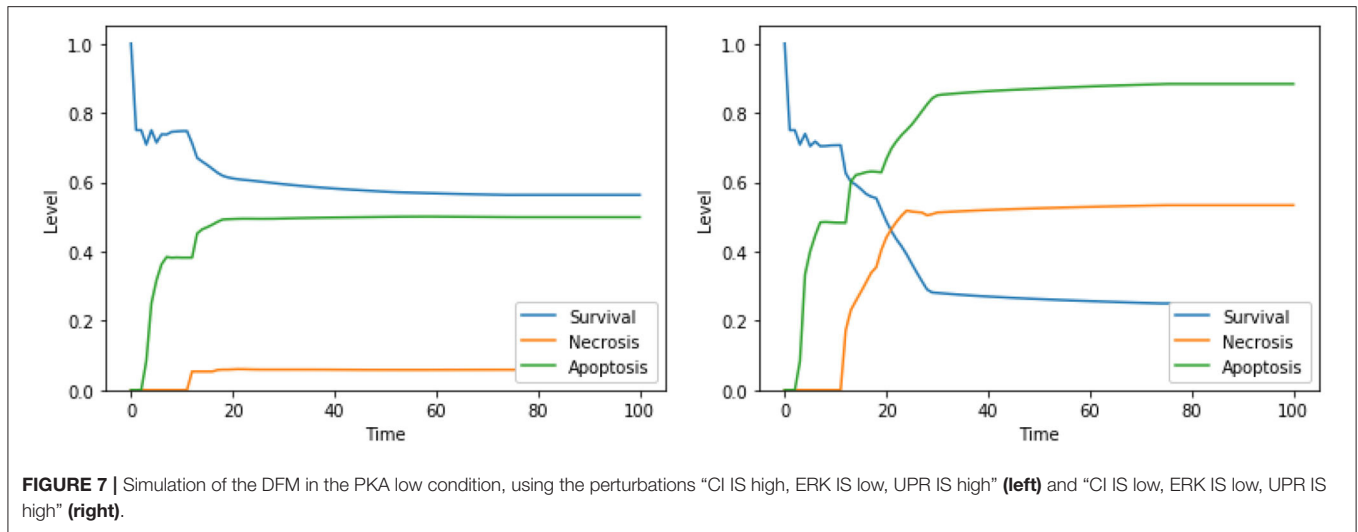 1.0
0.8
0.6
0.4
0.2
0.0
Level
0
20
40
60
80
100
Time
Survival
Necrosis
Apoptosis
1.0
0.8
0.6
0.4
0.2
0.0
Level
0
20
40
60
80
100
Time
Survival
Necrosis
Apoptosis
FIGURE 7 | Simulation of the DFM in the PKA low condition, using the perturbations “CI IS high, ERK IS low, UPR IS high” (left) and “CI IS low, ERK IS low, UPR IS
high” (right).